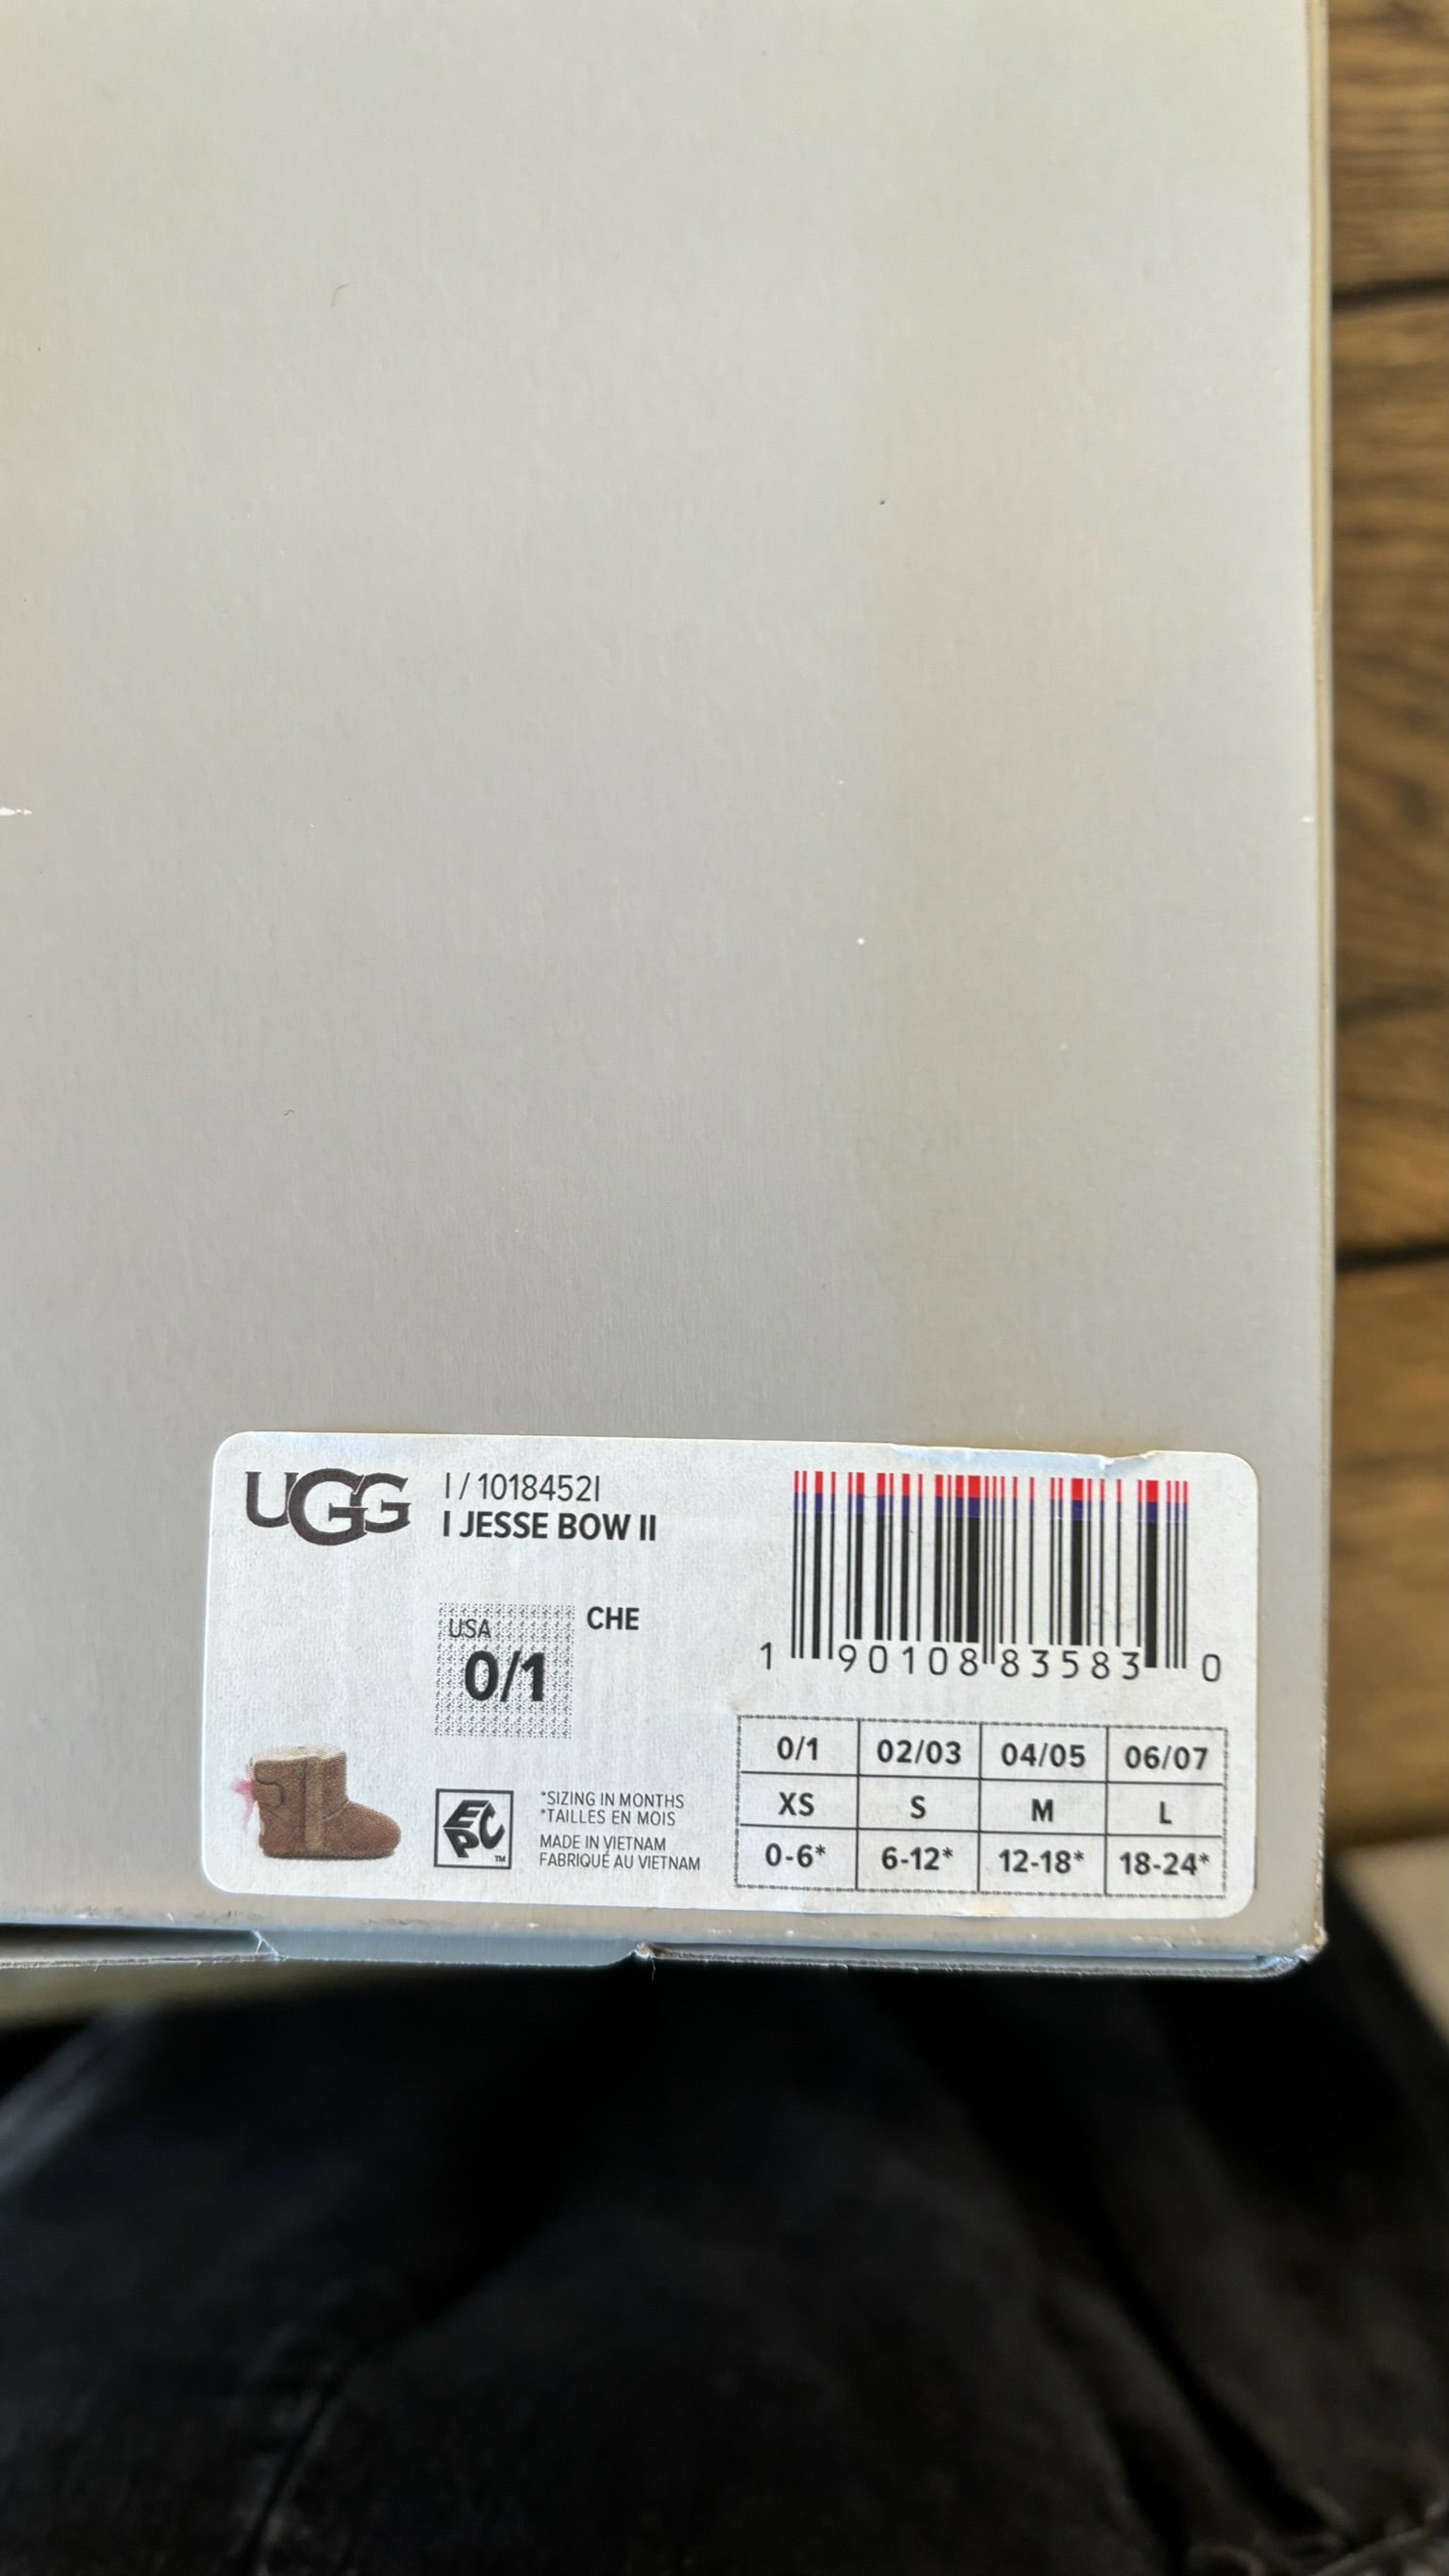 UGG
I / 1018452I
I JESSE BOW II
USA
0/1
CHE
1 90108 83583 0
EPC
™
*SIZING IN MONTHS
*TAILLES EN MOIS
MADE IN VIETNAM
FABRIQUÉ AU VIETNAM
0/1 02/03 04/05 06/07
XS S M L
0-6* 6-12* 12-18* 18-24*